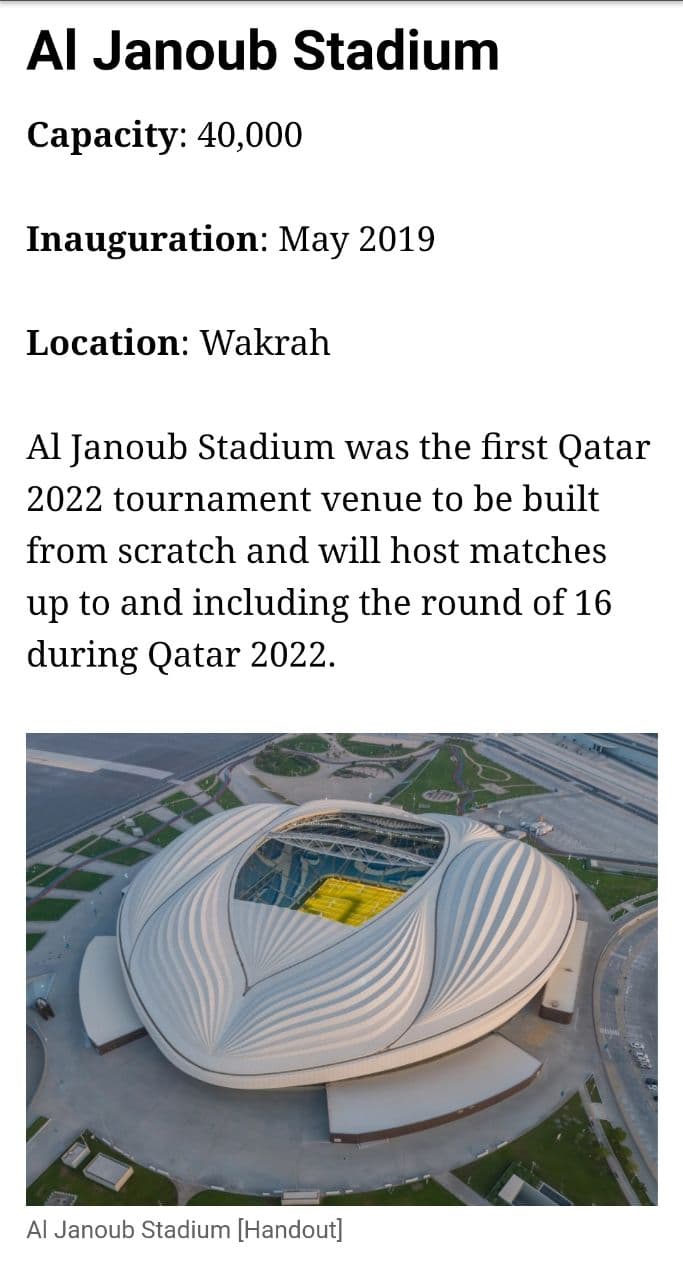 Al Janoub Stadium
Capacity: 40,000
Inauguration: May 2019
Location: Wakrah
Al Janoub Stadium was the first Qatar
2022 tournament venue to be built
from scratch and will host matches
up to and including the round of 16
during Qatar 2022.
Al Janoub Stadium [Handout]